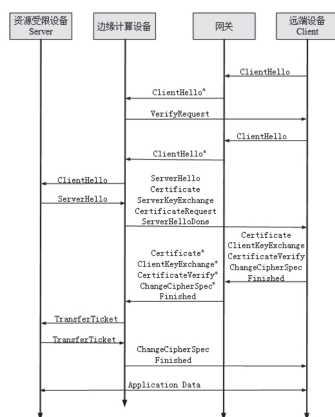 资源受限设备
Server
边缘计算设备
网关
远端设备
Client
ClientHello
ClientHello*
VerifyRequest
ClientHello
ClientHello*
ClientHello
ServerHello
ServerHello
Certificate
ServerKeyExchange
CertificateRequest
ServerHelloDone
Certificate
ClientKeyExchange
CertificateVerify
ChangeCipherSpec
Finished
Certificate*
ClientKeyExchange*
CertificateVerify*
ChangeCipherSpec*
Finished
TransferTicket
TransferTicket
ChangeCipherSpec
Finished
Application Data